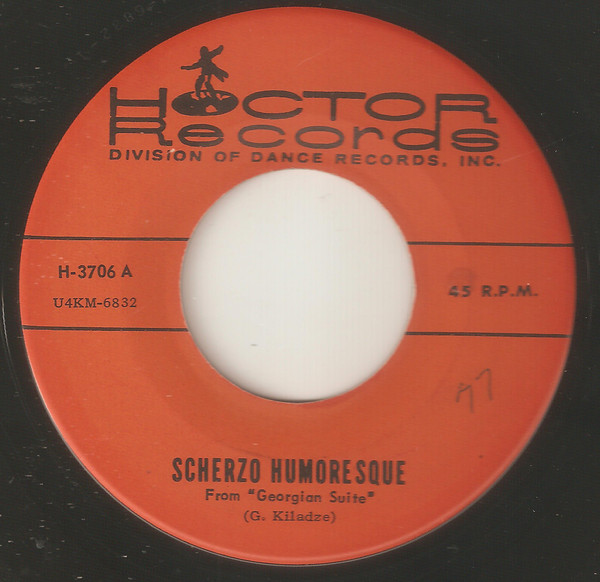 HOCTOR
Records
DIVISION OF DANCE RECORDS, INC.
H-3706 A
U4KM-6832
45 R.P.M.
SCHERZO HUMORESQUE
From "Georgian Suite"
(G. Kiladze)